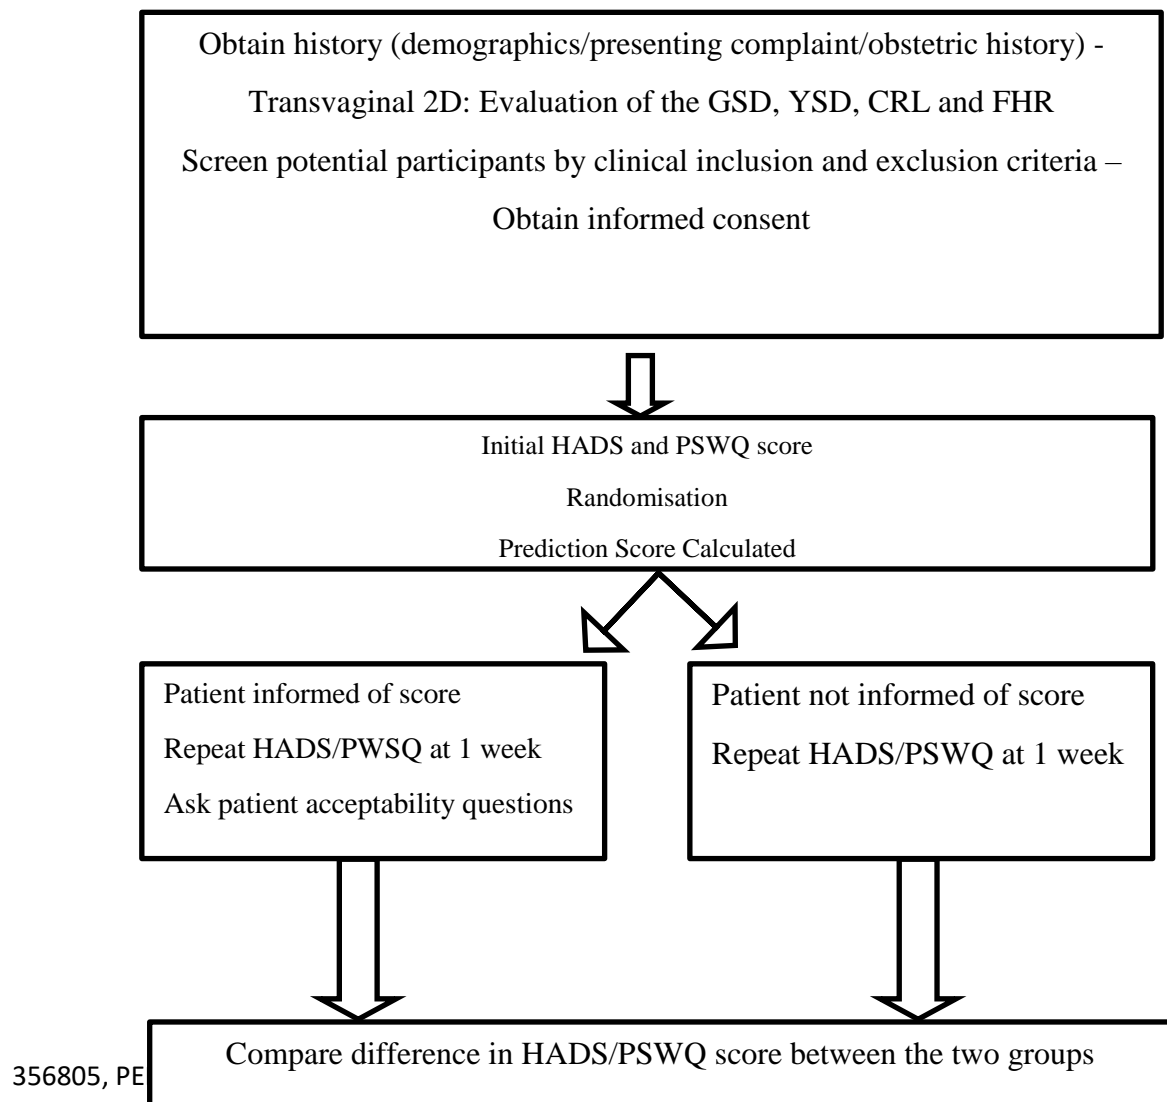 Obtain history (demographics/presenting complaint/obstetric history) -
Transvaginal 2D: Evaluation of the GSD, YSD, CRL and FHR
Screen potential participants by clinical inclusion and exclusion criteria –
Obtain informed consent
Initial HADS and PSWQ score
Randomisation
Prediction Score Calculated
Patient informed of score
Repeat HADS/PWSQ at 1 week
Ask patient acceptability questions
Patient not informed of score
Repeat HADS/PSWQ at 1 week
Compare difference in HADS/PSWQ score between the two groups
356805, PE